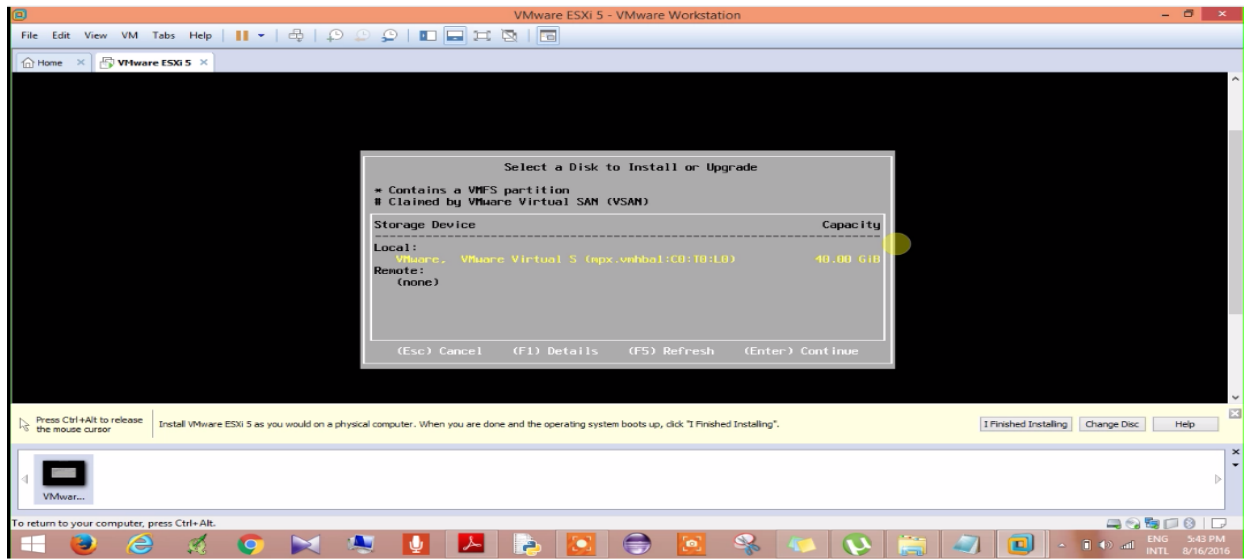 VMware ESXi 5 - VMware Workstation
File Edit View VM Tabs Help
Home VMware ESXi 5
Select a Disk to Install or Upgrade
* Contains a VMFS partition
# Claimed by VMware Virtual SAN (VSAN)
Storage Device Capacity
Local:
VMware, VMware Virtual S (mpx.vmhba1:C0:T0:L0) 40.00 GiB
Remote:
(none)
(Esc) Cancel (F1) Details (F5) Refresh (Enter) Continue
Press Ctrl+Alt to release
the mouse cursor
Install VMware ESXi 5 as you would on a physical computer. When you are done and the operating system boots up, click "I Finished Installing".
I Finished Installing Change Disc Help
VMwar...
To return to your computer, press Ctrl+Alt.
ENG 5:43 PM
INTL 8/16/2016